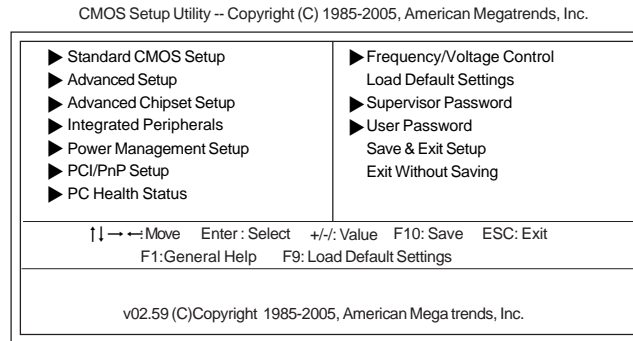 CMOS Setup Utility -- Copyright (C) 1985-2005, American Megatrends, Inc.
▶ Standard CMOS Setup
▶ Advanced Setup
▶ Advanced Chipset Setup
▶ Integrated Peripherals
▶ Power Management Setup
▶ PCI/PnP Setup
▶ PC Health Status
▶ Frequency/Voltage Control
Load Default Settings
▶ Supervisor Password
▶ User Password
Save & Exit Setup
Exit Without Saving
↑↓→←:Move Enter : Select +/-/: Value F10: Save ESC: Exit
F1:General Help F9: Load Default Settings
v02.59 (C)Copyright 1985-2005, American Mega trends, Inc.